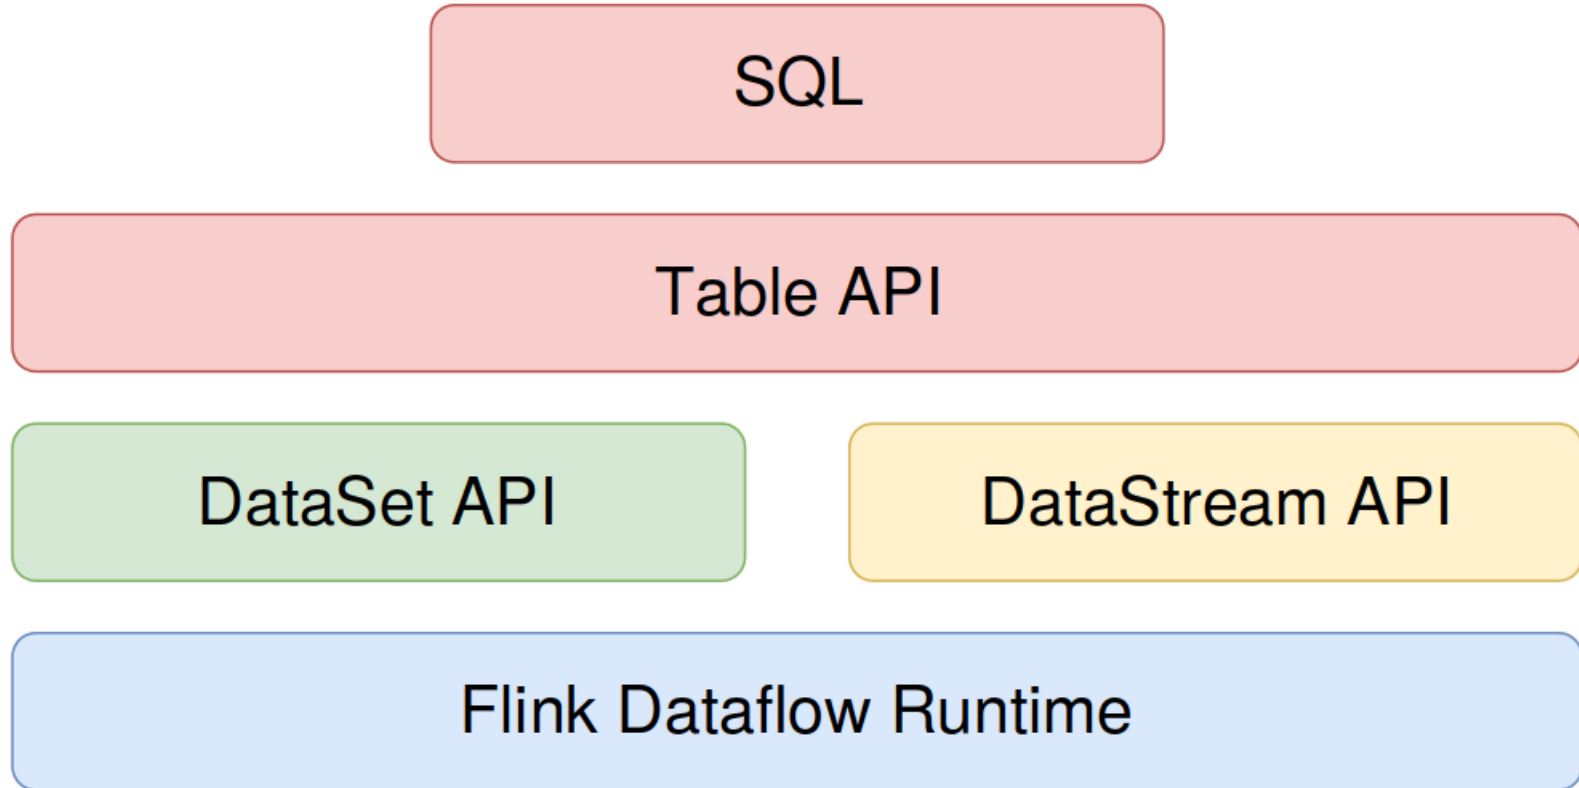 SQL
Table API
DataSet API
DataStream API
Flink Dataflow Runtime